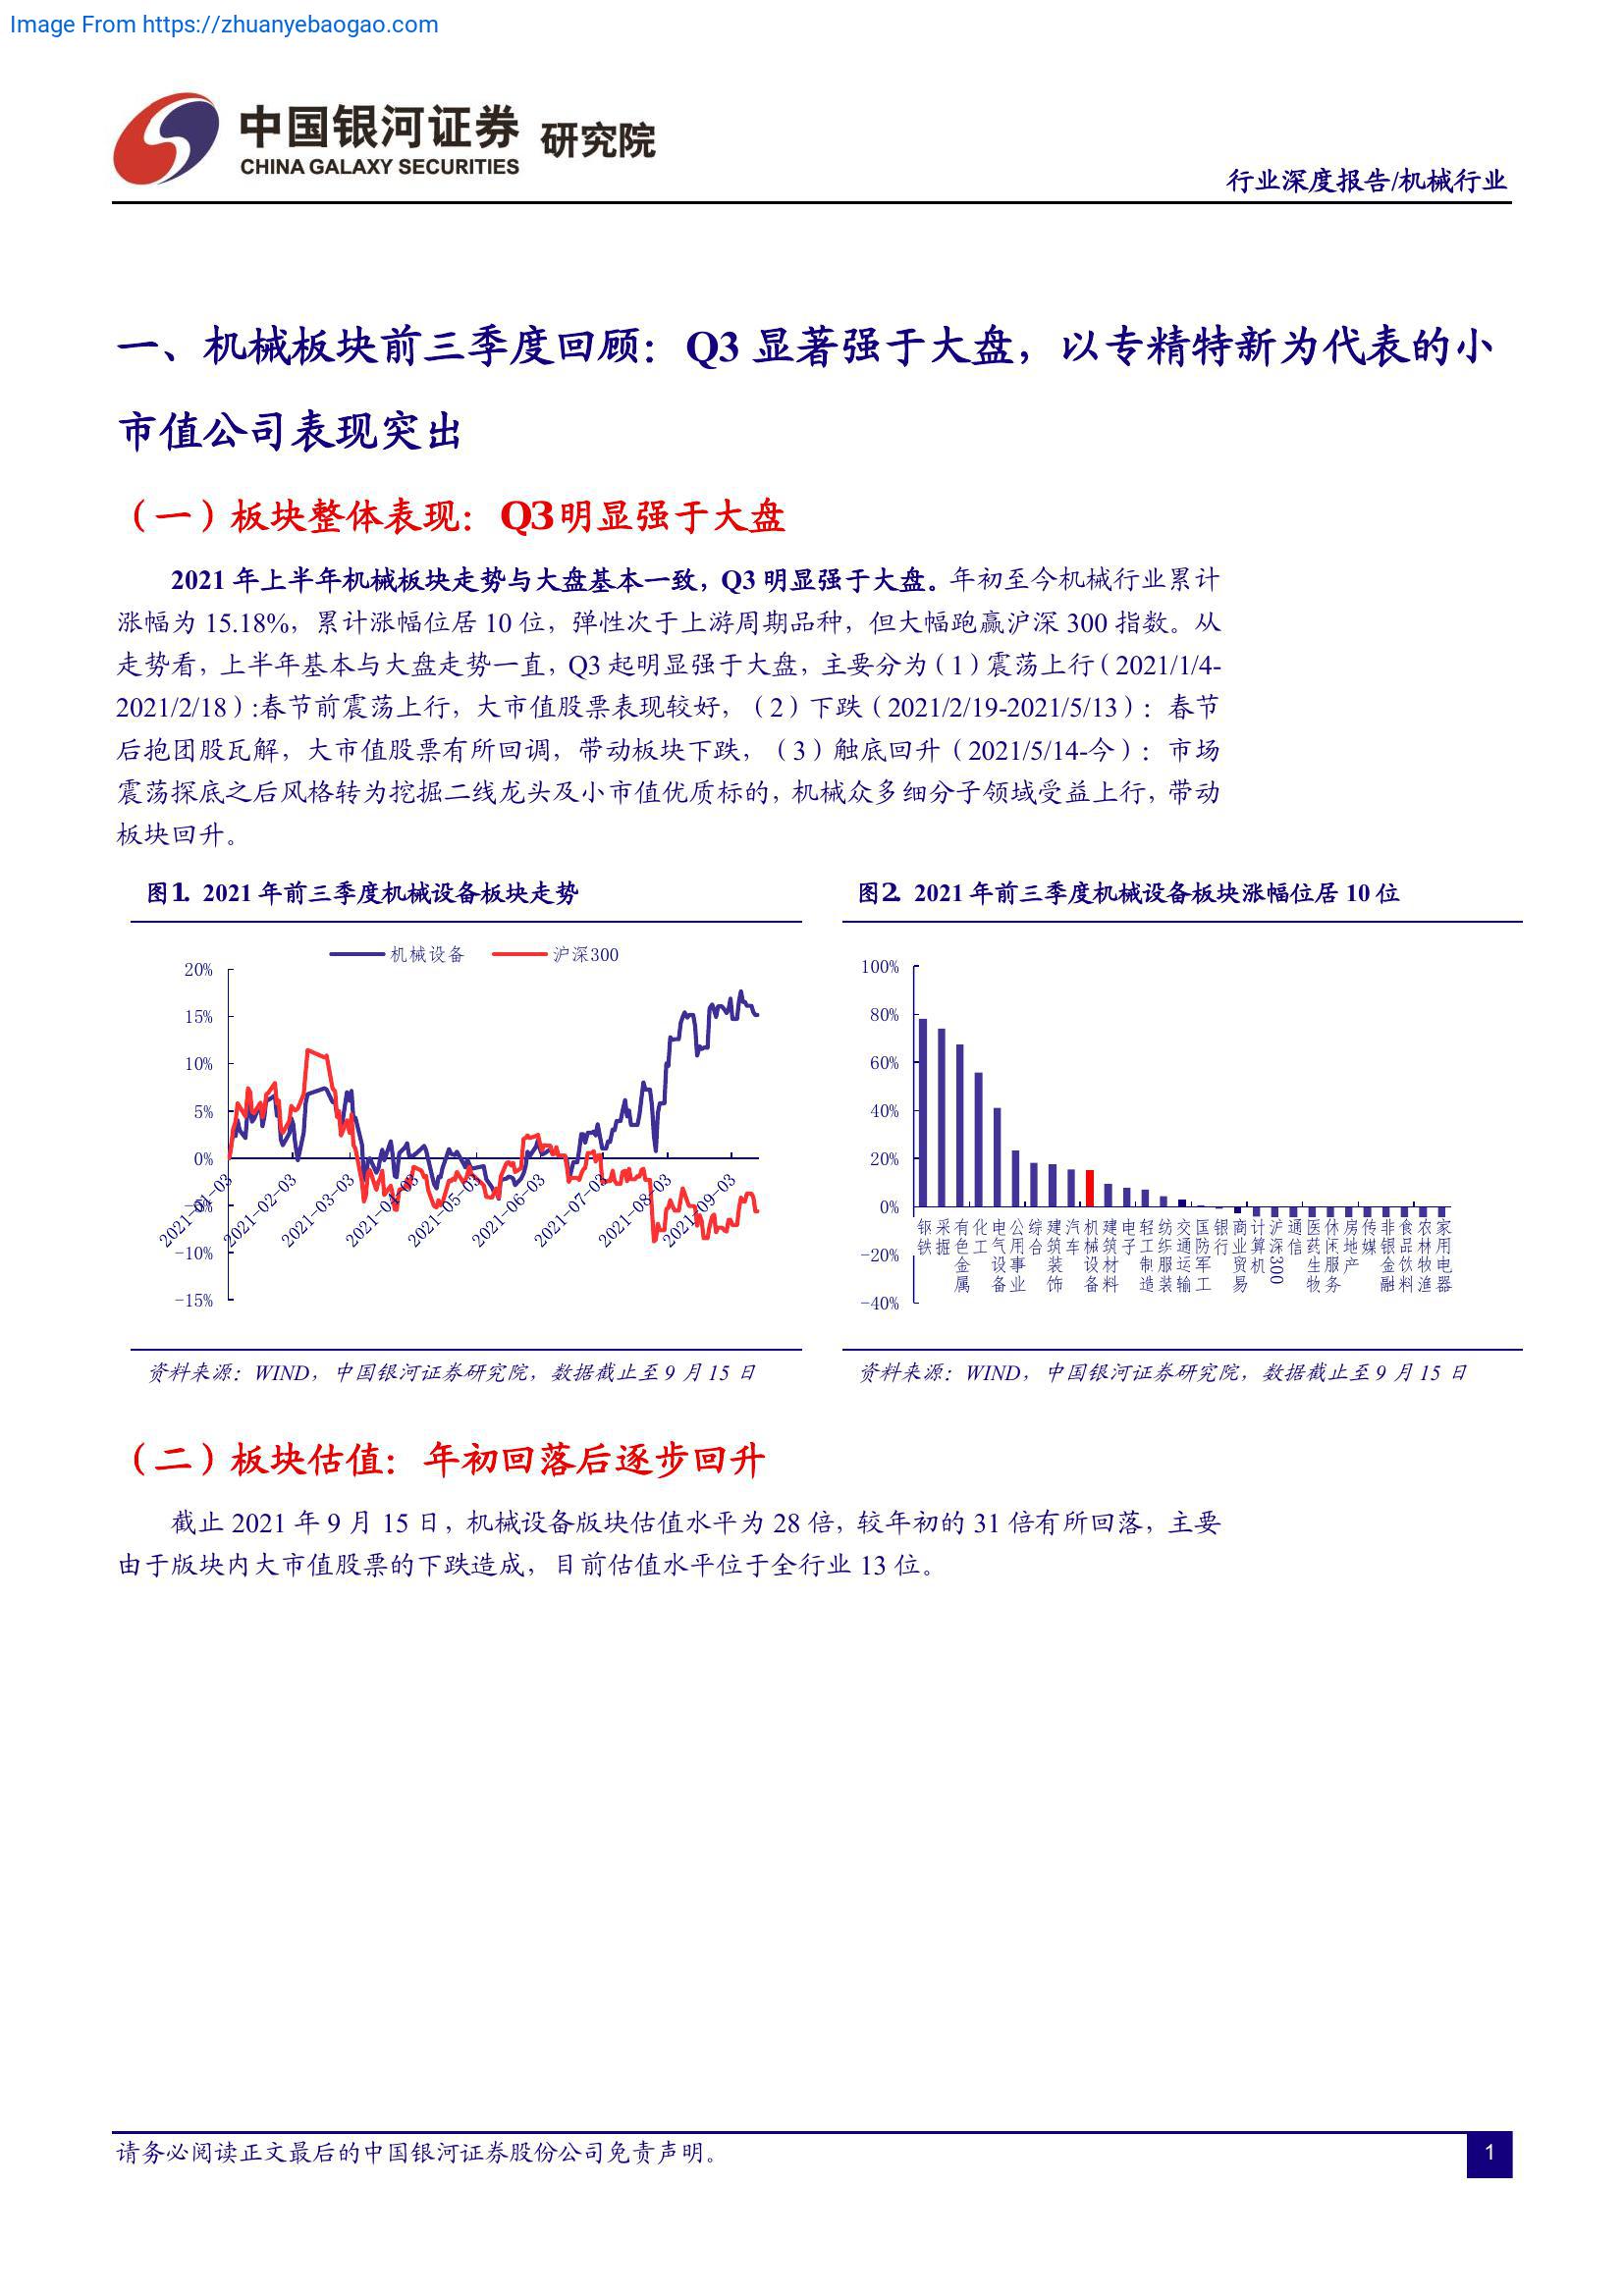 Image From https://zhuanyebaogao.com
中国银河证券 研究院
CHINA GALAXY SECURITIES
行业深度报告/机械行业
一、机械板块前三季度回顾：Q3 显著强于大盘，以专精特新为代表的小
市值公司表现突出
（一）板块整体表现：Q3明显强于大盘
2021 年上半年机械板块走势与大盘基本一致，Q3 明显强于大盘。年初至今机械行业累计
涨幅为 15.18%，累计涨幅位居 10 位，弹性次于上游周期品种，但大幅跑赢沪深 300 指数。从
走势看，上半年基本与大盘走势一直，Q3 起明显强于大盘，主要分为（1）震荡上行（2021/1/4-
2021/2/18）:春节前震荡上行，大市值股票表现较好，（2）下跌（2021/2/19-2021/5/13）：春节
后抱团股瓦解，大市值股票有所回调，带动板块下跌，（3）触底回升（2021/5/14-今）：市场
震荡探底之后风格转为挖掘二线龙头及小市值优质标的，机械众多细分子领域受益上行，带动
板块回升。
图1. 2021 年前三季度机械设备板块走势
机械设备 沪深300
20%
15%
10%
5%
0%
-5%
-10%
-15%
2021-01-03
2021-02-03
2021-03-03
2021-04-03
2021-05-03
2021-06-03
2021-07-03
2021-08-03
2021-09-03
资料来源：WIND，中国银河证券研究院，数据截止至 9 月 15 日
图2. 2021 年前三季度机械设备板块涨幅位居 10 位
100%
80%
60%
40%
20%
0%
-20%
-40%
钢铁
采掘
有色金属
化工
电气设备
公用事业
综合
建筑装饰
汽车
机械设备
建筑材料
电子
轻工制造
纺织服装
交通运输
国防军工
银行
商业贸易
计算机
沪深300
通信
医药生物
休闲服务
房地产
传媒
非银金融
食品饮料
农林牧渔
家用电器
资料来源：WIND，中国银河证券研究院，数据截止至 9 月 15 日
（二）板块估值：年初回落后逐步回升
截止 2021 年 9 月 15 日，机械设备版块估值水平为 28 倍，较年初的 31 倍有所回落，主要
由于版块内大市值股票的下跌造成，目前估值水平位于全行业 13 位。
请务必阅读正文最后的中国银河证券股份公司免责声明。
1